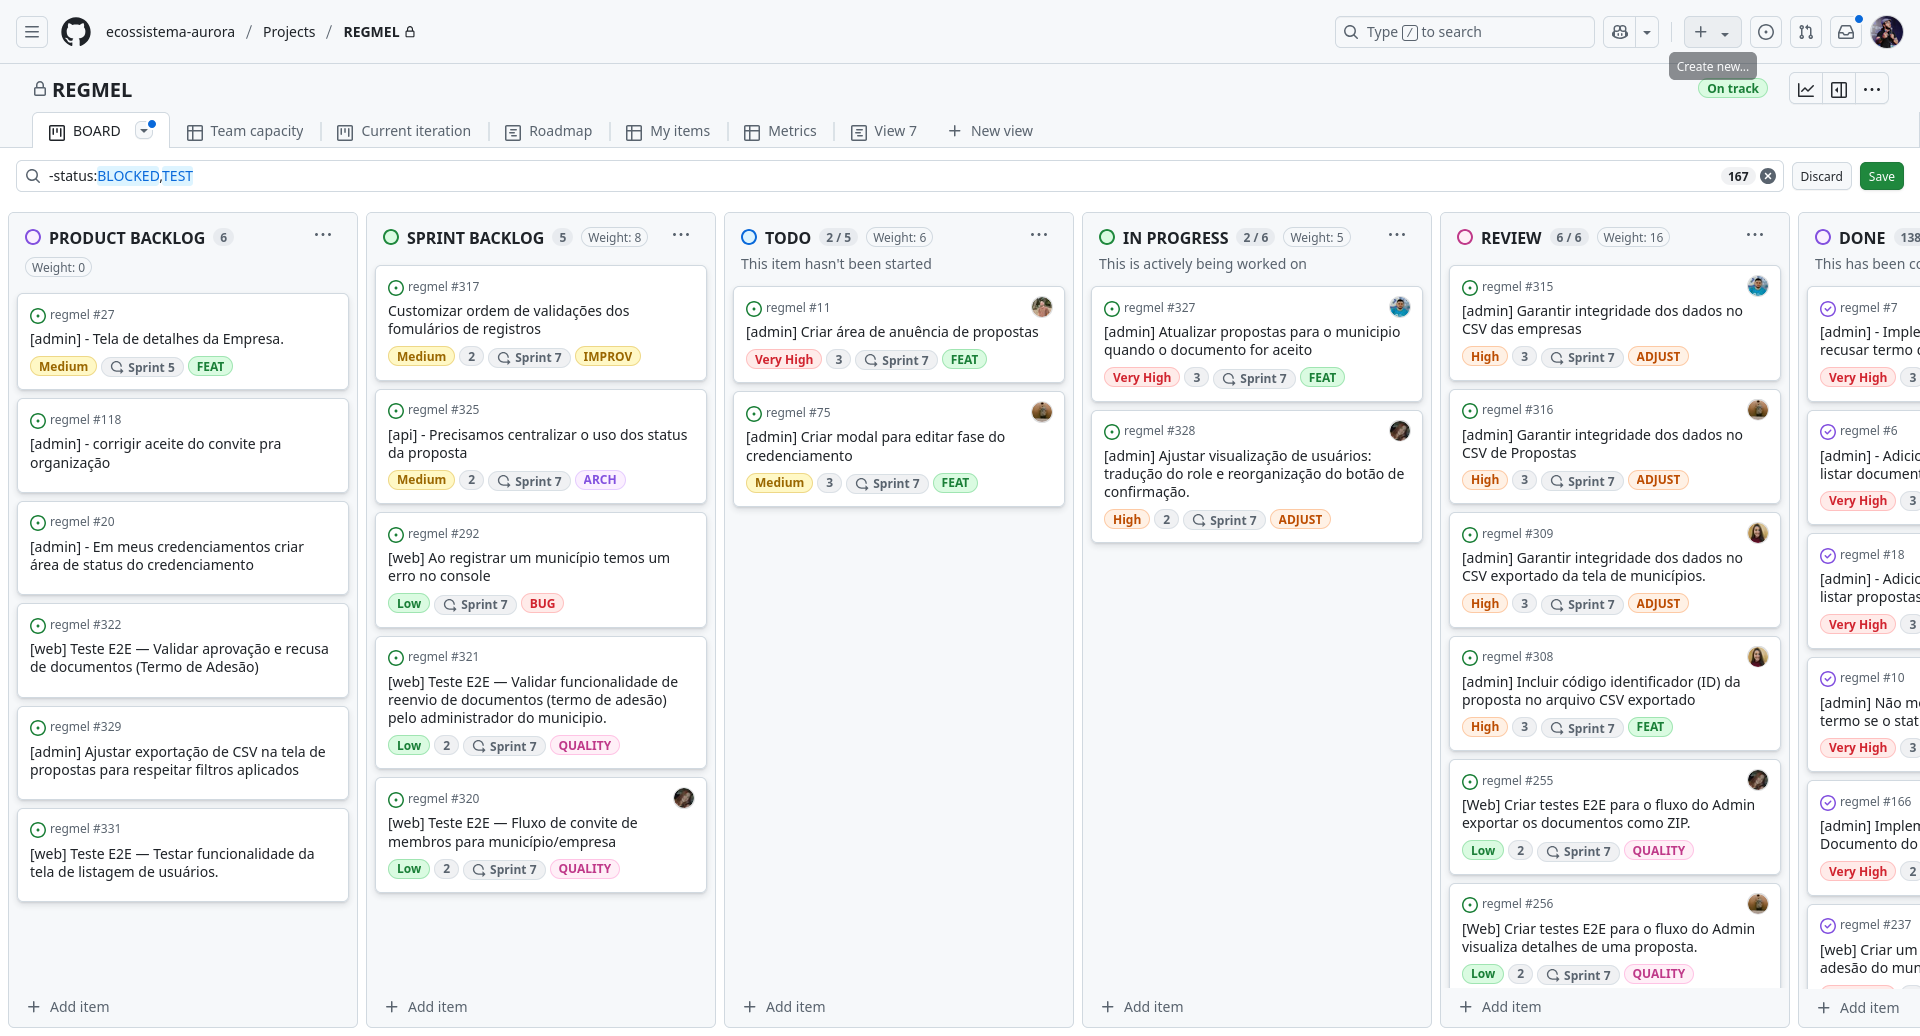 ecossistema-aurora / Projects / REGMEL
Type / to search
Create new...
REGMEL
On track
BOARD
Team capacity
Current iteration
Roadmap
My items
Metrics
View 7
New view
-status:BLOCKED,TEST
167
Discard
Save
PRODUCT BACKLOG 6
Weight: 0
regmel #27
[admin] - Tela de detalhes da Empresa.
Medium Sprint 5 FEAT
regmel #118
[admin] - corrigir aceite do convite pra
organização
regmel #20
[admin] - Em meus credenciamentos criar
área de status do credenciamento
regmel #322
[web] Teste E2E — Validar aprovação e recusa
de documentos (Termo de Adesão)
regmel #329
[admin] Ajustar exportação de CSV na tela de
propostas para respeitar filtros aplicados
regmel #331
[web] Teste E2E — Testar funcionalidade da
tela de listagem de usuários.
Add item
SPRINT BACKLOG 5 Weight: 8
regmel #317
Customizar ordem de validações dos
fomulários de registros
Medium 2 Sprint 7 IMPROV
regmel #325
[api] - Precisamos centralizar o uso dos status
da proposta
Medium 2 Sprint 7 ARCH
regmel #292
[web] Ao registrar um município temos um
erro no console
Low Sprint 7 BUG
regmel #321
[web] Teste E2E — Validar funcionalidade de
reenvio de documentos (termo de adesão)
pelo administrador do municipio.
Low 2 Sprint 7 QUALITY
regmel #320
[web] Teste E2E — Fluxo de convite de
membros para município/empresa
Low 2 Sprint 7 QUALITY
Add item
TODO 2 / 5 Weight: 6
This item hasn't been started
regmel #11
[admin] Criar área de anuência de propostas
Very High 3 Sprint 7 FEAT
regmel #75
[admin] Criar modal para editar fase do
credenciamento
Medium 3 Sprint 7 FEAT
Add item
IN PROGRESS 2 / 6 Weight: 5
This is actively being worked on
regmel #327
[admin] Atualizar propostas para o municipio
quando o documento for aceito
Very High 3 Sprint 7 FEAT
regmel #328
[admin] Ajustar visualização de usuários:
tradução do role e reorganização do botão de
confirmação.
High 2 Sprint 7 ADJUST
Add item
REVIEW 6 / 6 Weight: 16
regmel #315
[admin] Garantir integridade dos dados no
CSV das empresas
High 3 Sprint 7 ADJUST
regmel #316
[admin] Garantir integridade dos dados no
CSV de Propostas
High 3 Sprint 7 ADJUST
regmel #309
[admin] Garantir integridade dos dados no
CSV exportado da tela de municípios.
High 3 Sprint 7 ADJUST
regmel #308
[admin] Incluir código identificador (ID) da
proposta no arquivo CSV exportado
High 3 Sprint 7 FEAT
regmel #255
[Web] Criar testes E2E para o fluxo do Admin
exportar os documentos como ZIP.
Low 2 Sprint 7 QUALITY
regmel #256
[Web] Criar testes E2E para o fluxo do Admin
visualiza detalhes de uma proposta.
Low 2 Sprint 7 QUALITY
Add item
DONE 138
This has been
regmel #7
[admin] -
recusar termo
Very High 3
regmel #6
[admin] -
listar
Very High 3
regmel #18
[admin] -
listar propostas
Very High 3
regmel #10
[admin] Não
termo se o
Very High 3
regmel #166
[admin]
Documento do
Very High 2
regmel #237
[web] Criar um
adesão do
Add item